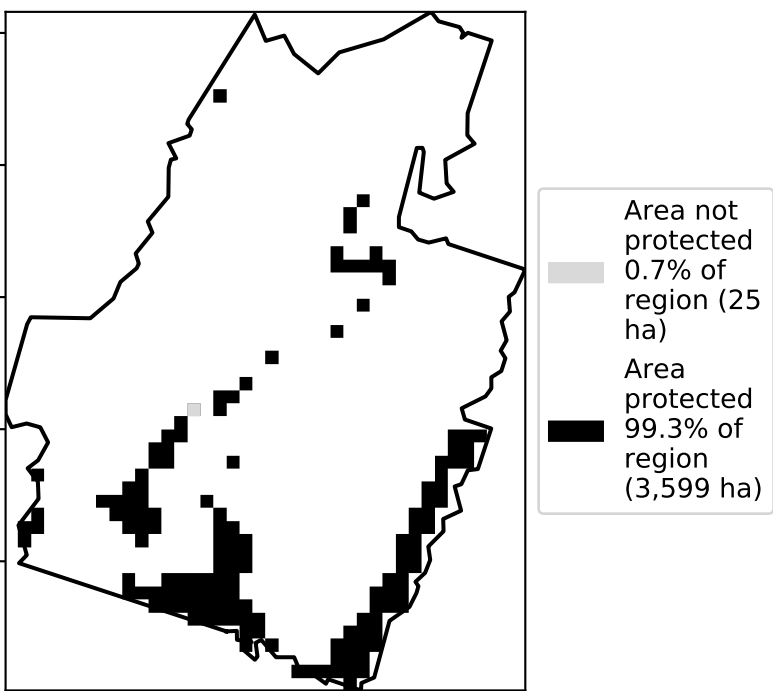 Area not
protected
0.7% of
region (25
ha)
Area
protected
99.3% of
region
(3,599 ha)